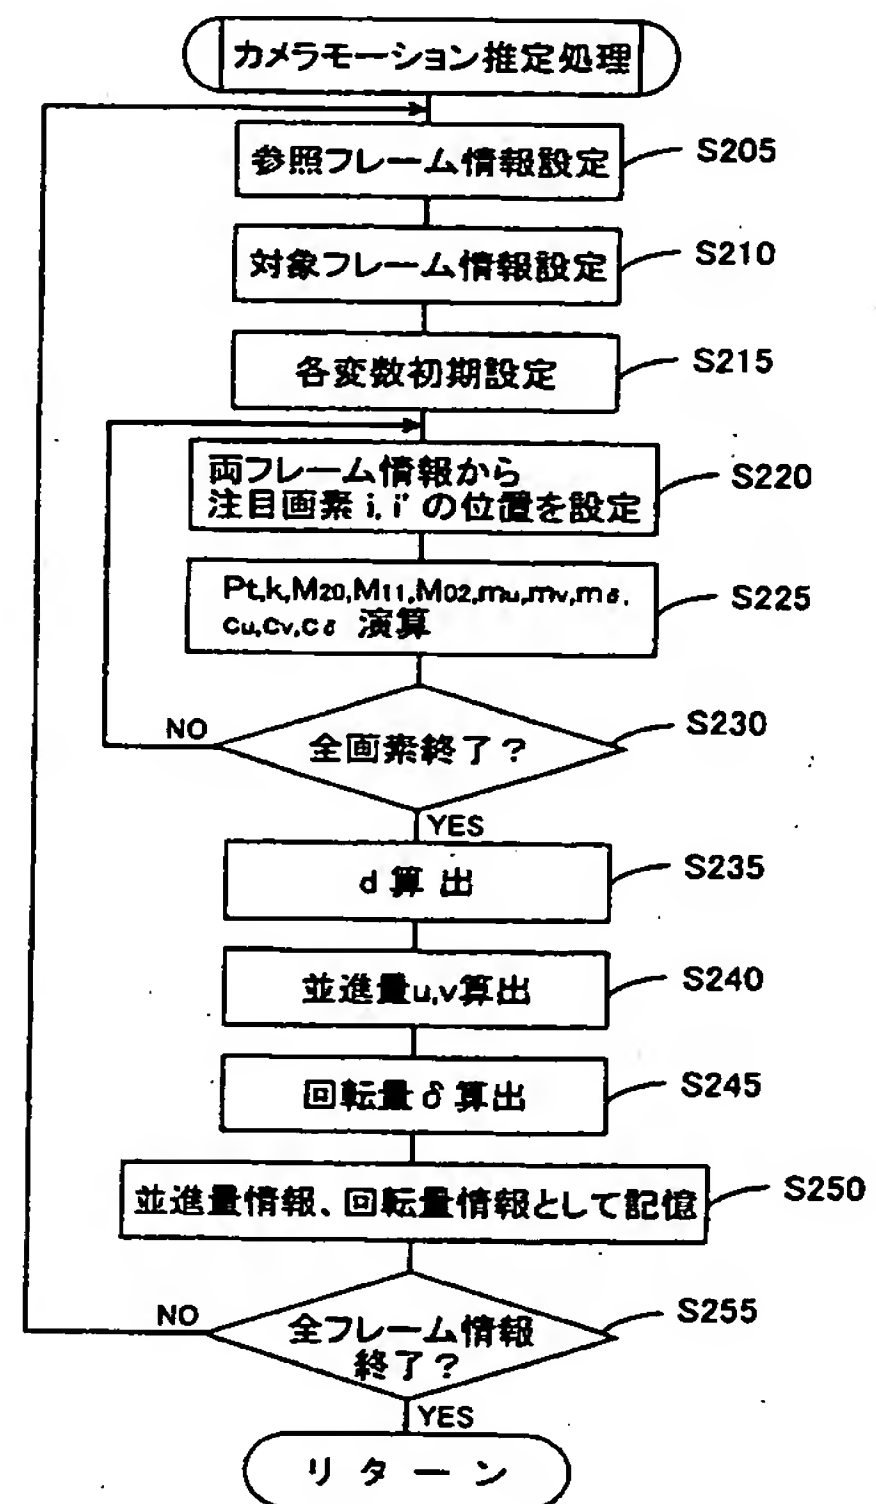 カメラモーション推定処理
参照フレーム情報設定
S205
対象フレーム情報設定
S210
各変数初期設定
S215
両フレーム情報から
注目画素 i, i' の位置を設定
S220
Pt,k,M20,M11,M02,mu,mv,mδ,
cu,cv,cδ 演算
S225
全画素終了?
S230
NO
YES
d 算 出
S235
並進量u,v算出
S240
回転量δ算出
S245
並進量情報、回転量情報として記憶
S250
全フレーム情報
終了?
S255
NO
YES
リ タ ー ン